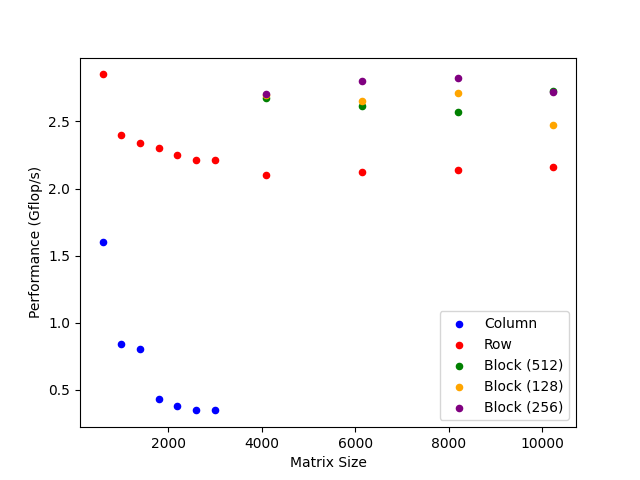 2.5
2.0
1.5
1.0
0.5
Performance (Gflop/s)
Column
Row
Block (512)
Block (128)
Block (256)
2000 4000 6000 8000 10000
Matrix Size